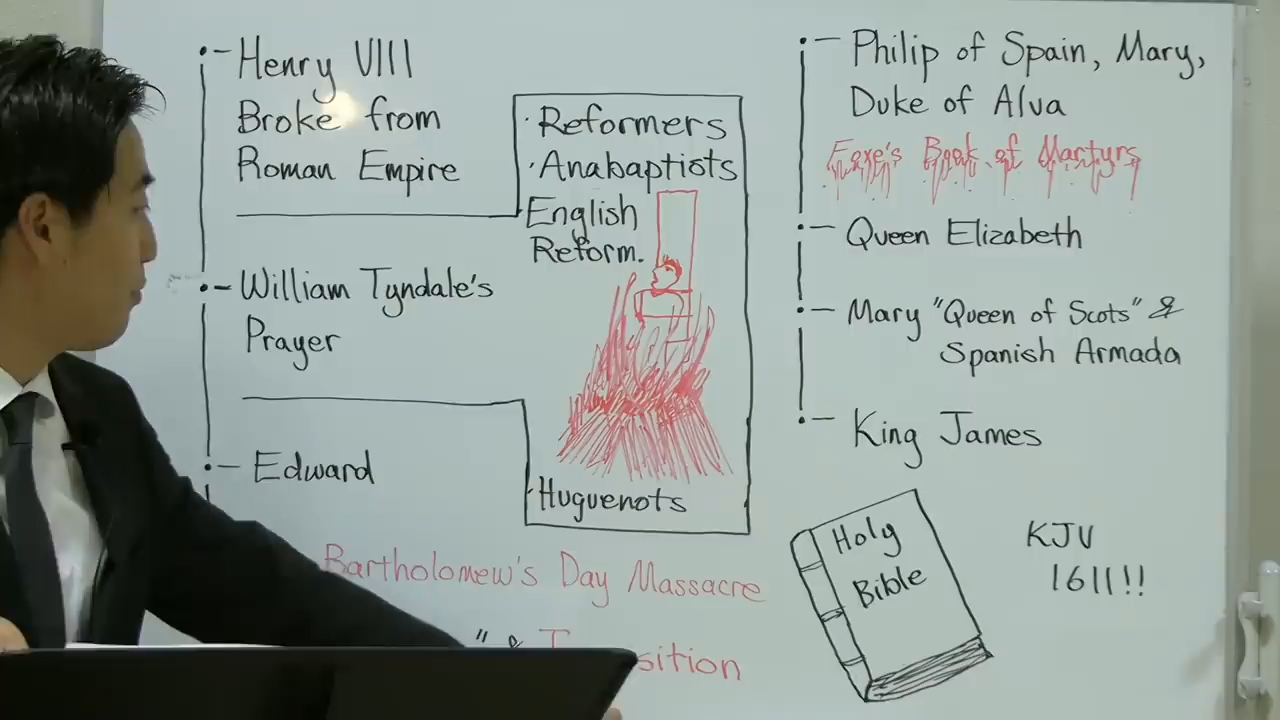 Henry VIII
Broke from
Roman Empire
William Tyndale's
Prayer
Edward
Reformers
Anabaptists
English
Reform.
Huguenots
Bartholomew's Day Massacre
" &
Philip of Spain, Mary,
Duke of Alva
Foxe's Book of Martyrs
Queen Elizabeth
Mary "Queen of Scots" &
Spanish Armada
King James
Holy
Bible
KJV
1611!!